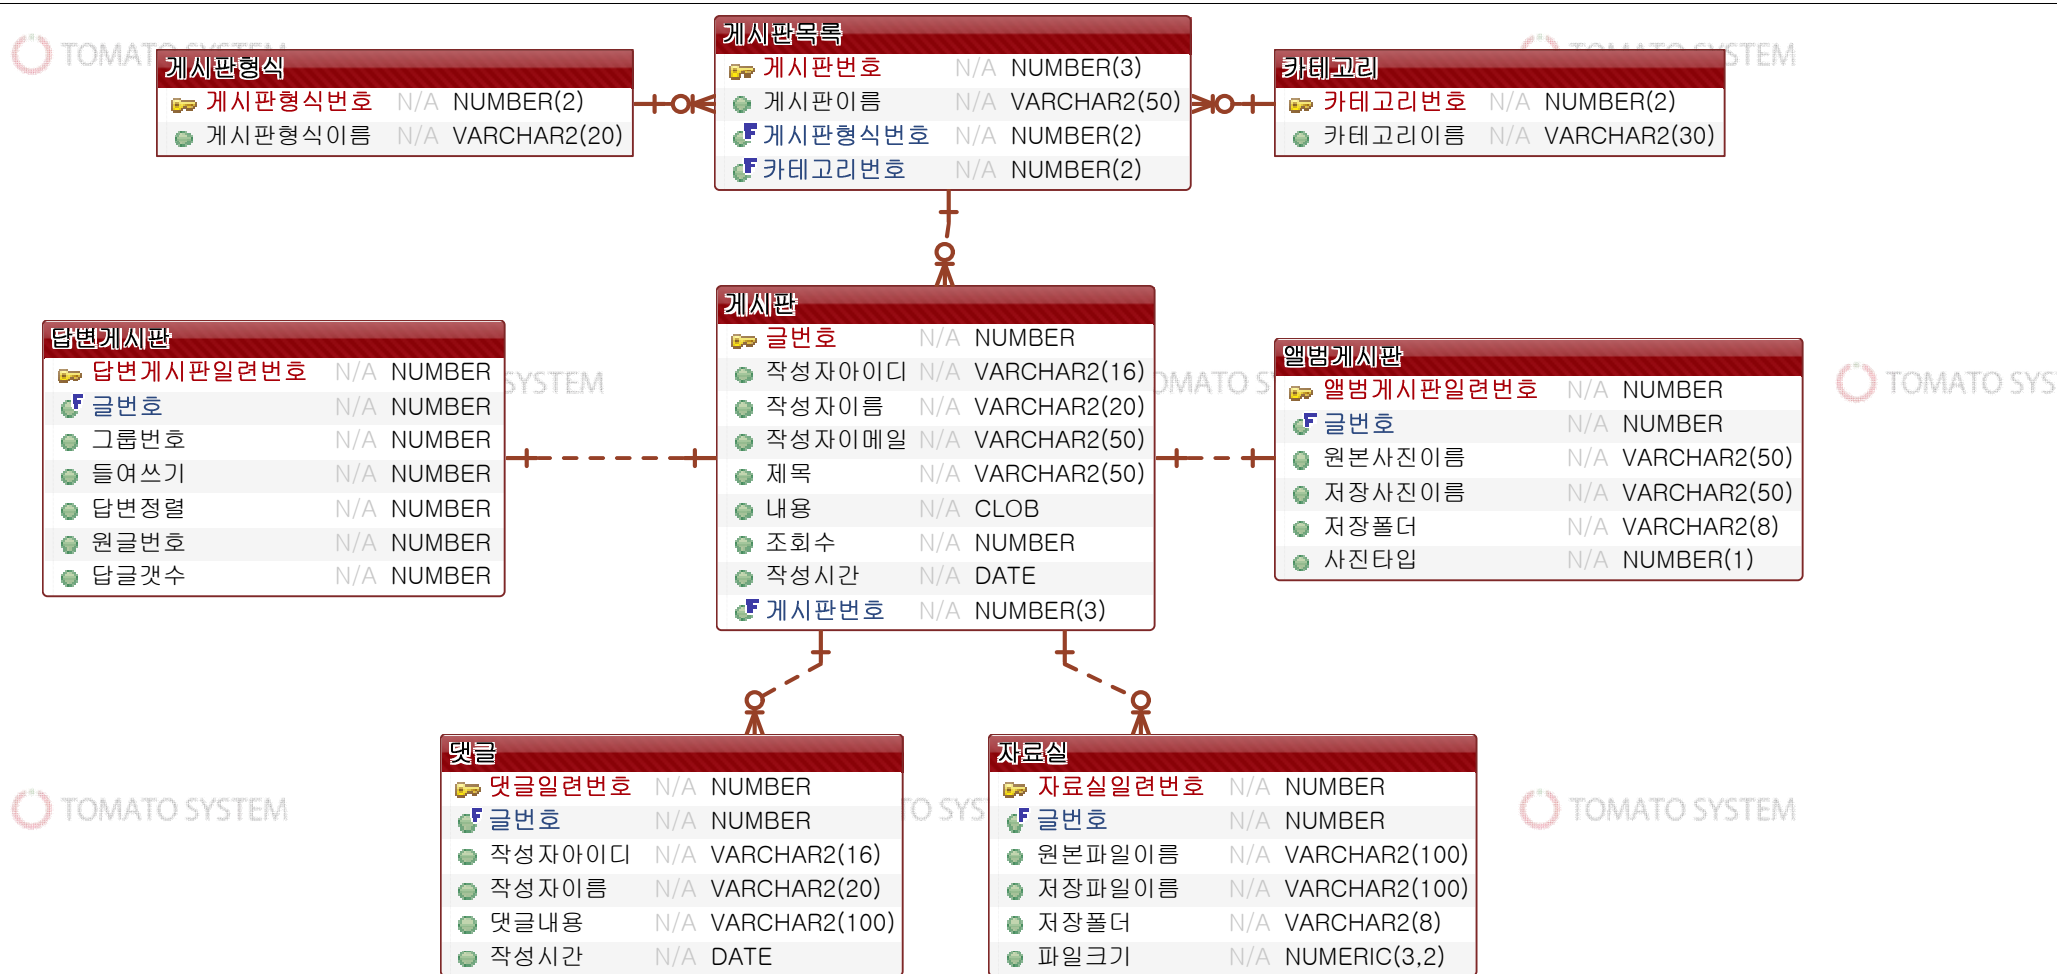 TOMATO SYSTEM
게시판형식
게시판형식번호 N/A NUMBER(2)
게시판형식이름 N/A VARCHAR2(20)
게시판목록
게시판번호 N/A NUMBER(3)
게시판이름 N/A VARCHAR2(50)
게시판형식번호 N/A NUMBER(2)
카테고리번호 N/A NUMBER(2)
TOMATO SYSTEM
카테고리
카테고리번호 N/A NUMBER(2)
카테고리이름 N/A VARCHAR2(30)
답변게시판
답변게시판일련번호 N/A NUMBER
글번호 N/A NUMBER
그룹번호 N/A NUMBER
들여쓰기 N/A NUMBER
답변정렬 N/A NUMBER
원글번호 N/A NUMBER
답글갯수 N/A NUMBER
SYSTEM
게시판
글번호 N/A NUMBER
작성자아이디 N/A VARCHAR2(16)
작성자이름 N/A VARCHAR2(20)
작성자이메일 N/A VARCHAR2(50)
제목 N/A VARCHAR2(50)
내용 N/A CLOB
조회수 N/A NUMBER
작성시간 N/A DATE
게시판번호 N/A NUMBER(3)
OMATO S
앨범게시판
앨범게시판일련번호 N/A NUMBER
글번호 N/A NUMBER
원본사진이름 N/A VARCHAR2(50)
저장사진이름 N/A VARCHAR2(50)
저장폴더 N/A VARCHAR2(8)
사진타입 N/A NUMBER(1)
TOMATO SYS
TOMATO SYSTEM
댓글
댓글일련번호 N/A NUMBER
글번호 N/A NUMBER
작성자아이디 N/A VARCHAR2(16)
작성자이름 N/A VARCHAR2(20)
댓글내용 N/A VARCHAR2(100)
작성시간 N/A DATE
TO SYS
자료실
자료실일련번호 N/A NUMBER
글번호 N/A NUMBER
원본파일이름 N/A VARCHAR2(100)
저장파일이름 N/A VARCHAR2(100)
저장폴더 N/A VARCHAR2(8)
파일크기 N/A NUMERIC(3,2)
TOMATO SYSTEM